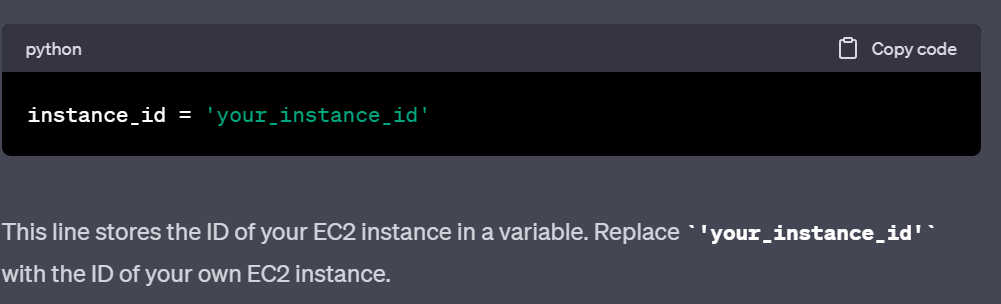 python
Copy code
instance_id = 'your_instance_id'
This line stores the ID of your EC2 instance in a variable. Replace `'your_instance_id'`
with the ID of your own EC2 instance.